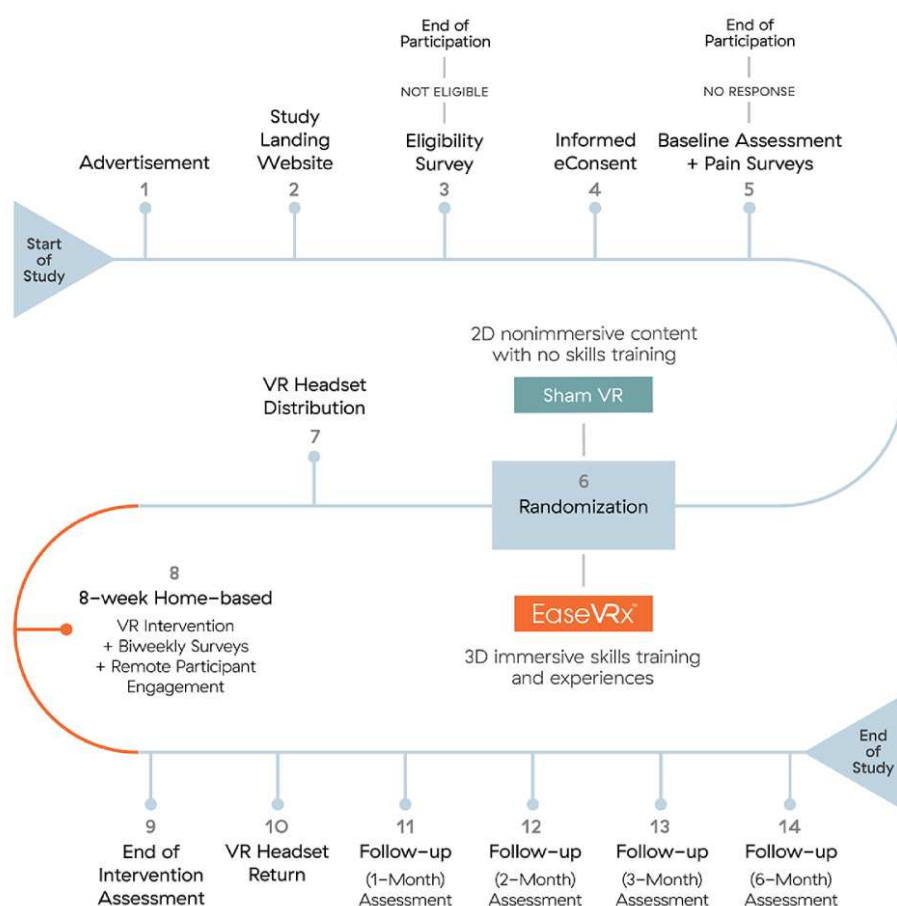 Start
of
Study
Advertisement
1
Study
Landing
Website
2
End of
Participation
NOT ELIGIBLE
Eligibility
Survey
3
Informed
eConsent
4
End of
Participation
NO RESPONSE
Baseline Assessment
+ Pain Surveys
5
2D nonimmersive content
with no skills training
Sham VR
6
Randomization
EaseVRx™
3D immersive skills training
and experiences
VR Headset
Distribution
7
8
8-week Home-based
VR Intervention
+ Biweekly Surveys
+ Remote Participant
Engagement
9
End of
Intervention
Assessment
10
VR Headset
Return
11
Follow-up
(1-Month)
Assessment
12
Follow-up
(2-Month)
Assessment
13
Follow-up
(3-Month)
Assessment
14
Follow-up
(6-Month)
Assessment
End
of
Study